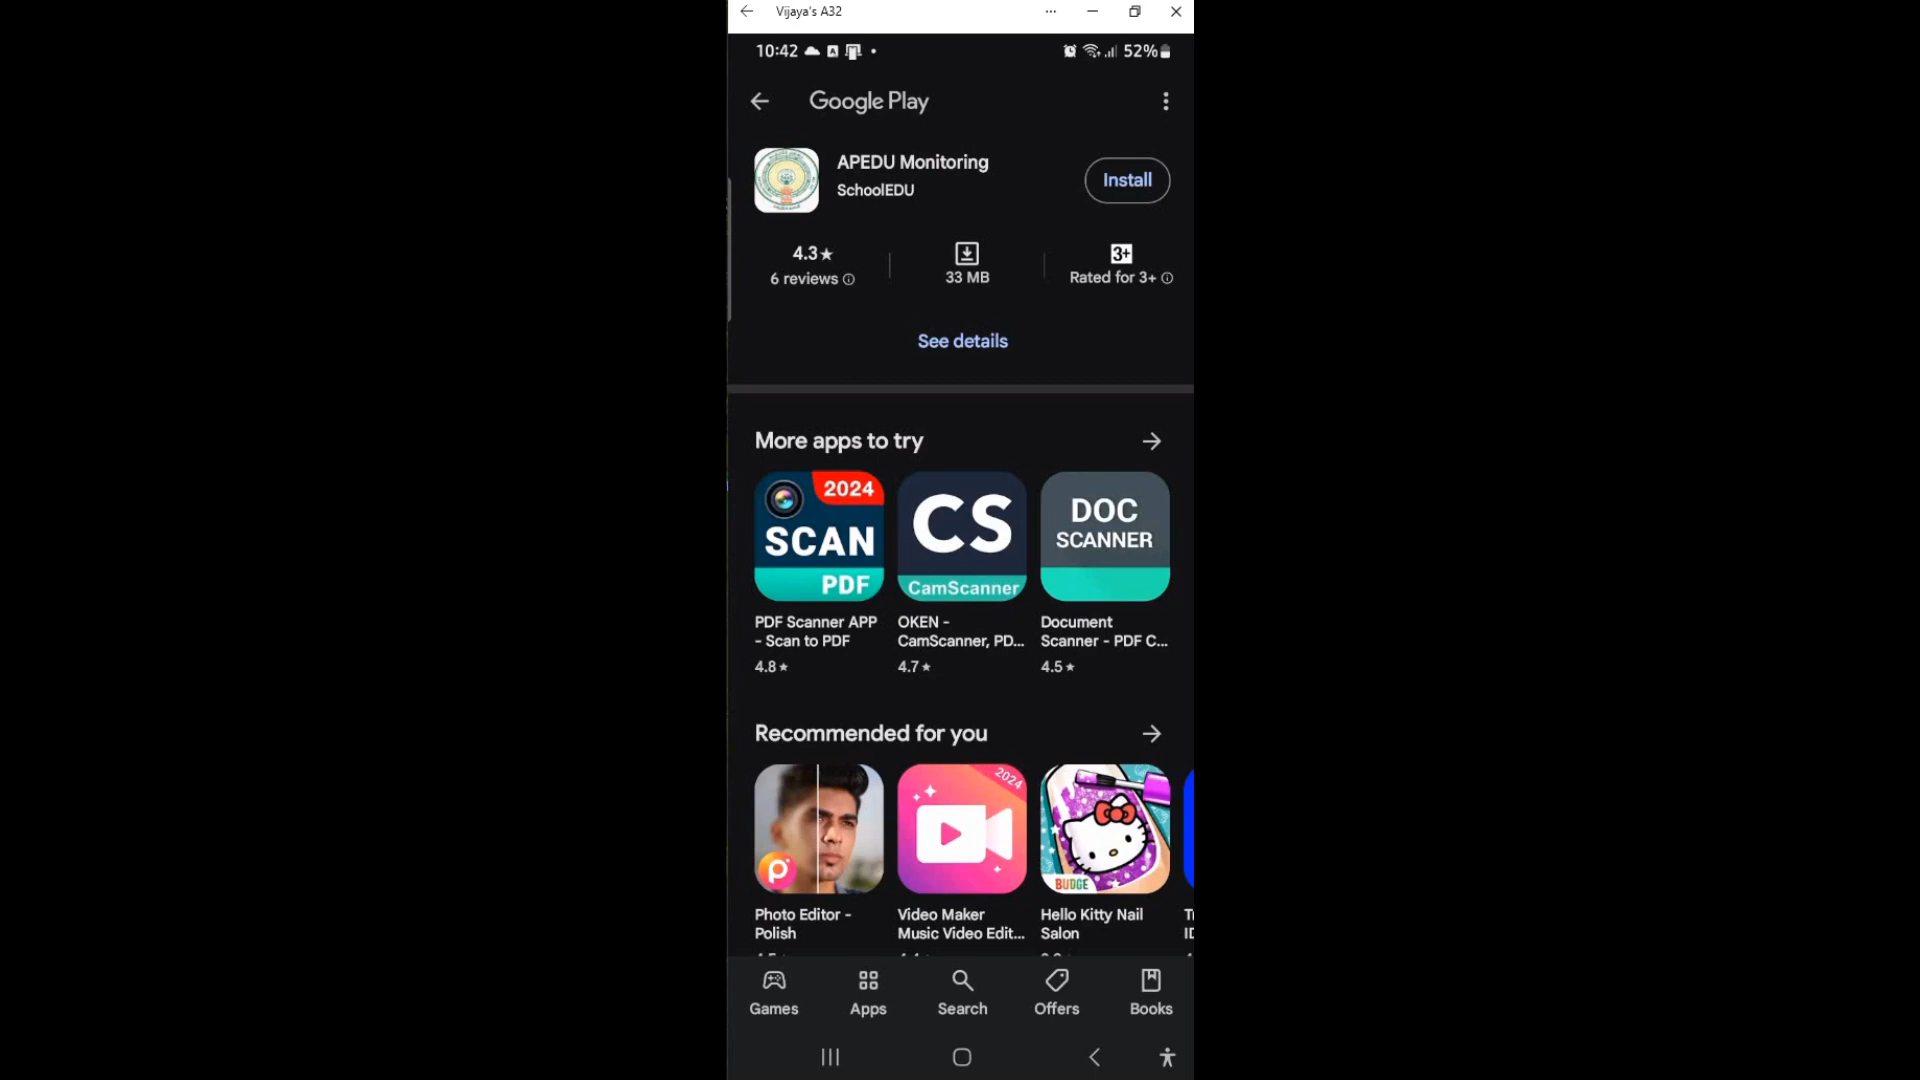 Vijaya's A32
10:42
52%
Google Play
APEDU Monitoring
SchoolEDU
Install
4.3★
6 reviews
33 MB
3+
Rated for 3+
See details
More apps to try
2024
SCAN
PDF
CS
CamScanner
DOC
SCANNER
PDF Scanner APP
- Scan to PDF
4.8★
OKEN -
CamScanner, PD...
4.7★
Document
Scanner - PDF C...
4.5★
Recommended for you
2024
BUDGE
Photo Editor -
Polish
Video Maker
Music Video Edit...
Hello Kitty Nail
Salon
Games
Apps
Search
Offers
Books